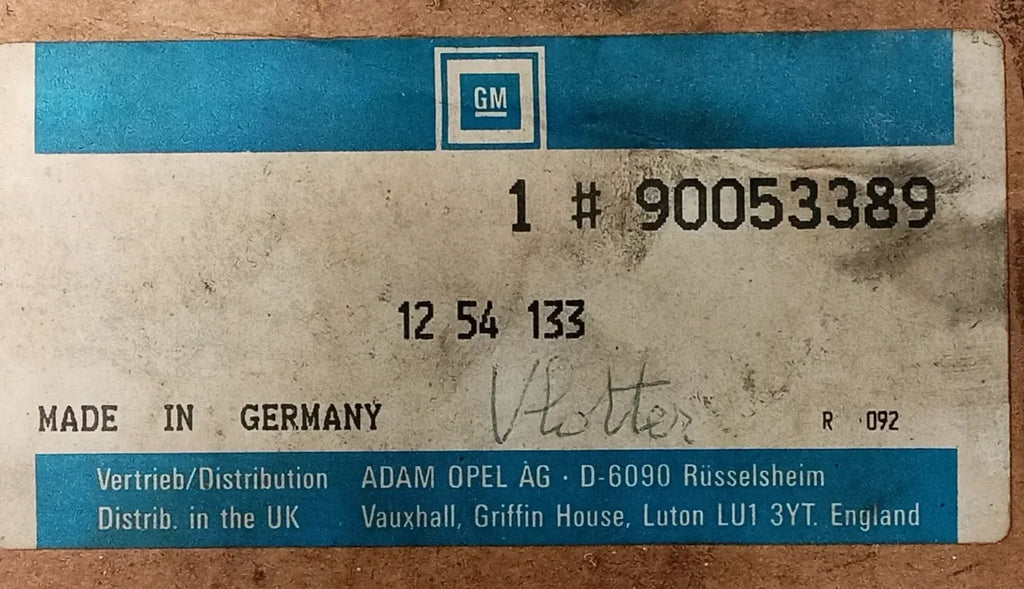 GM
1 # 90053389
12 54 133
Vlotter
MADE IN GERMANY R 092
Vertrieb/Distribution ADAM OPEL AG · D-6090 Rüsselsheim
Distrib. in the UK Vauxhall, Griffin House, Luton LU1 3YT. England